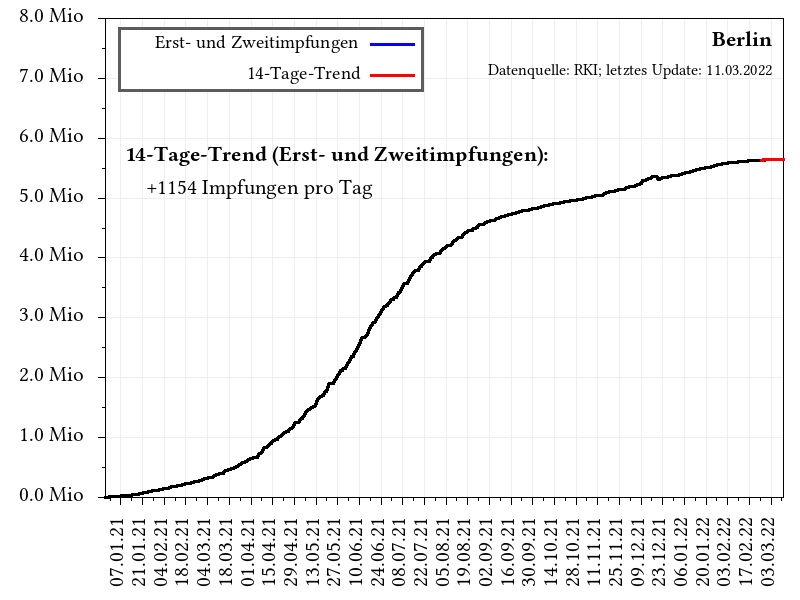 8.0 Mio
7.0 Mio
6.0 Mio
5.0 Mio
4.0 Mio
3.0 Mio
2.0 Mio
1.0 Mio
0.0 Mio
Erst- und Zweitimpfungen
14-Tage-Trend
Berlin
Datenquelle: RKI; letztes Update: 11.03.2022
14-Tage-Trend (Erst- und Zweitimpfungen):
+1154 Impfungen pro Tag
07.01.21
21.01.21
04.02.21
18.02.21
04.03.21
18.03.21
01.04.21
15.04.21
29.04.21
13.05.21
27.05.21
10.06.21
24.06.21
08.07.21
22.07.21
05.08.21
19.08.21
02.09.21
16.09.21
30.09.21
14.10.21
28.10.21
11.11.21
25.11.21
09.12.21
23.12.21
06.01.22
20.01.22
03.02.22
17.02.22
03.03.22